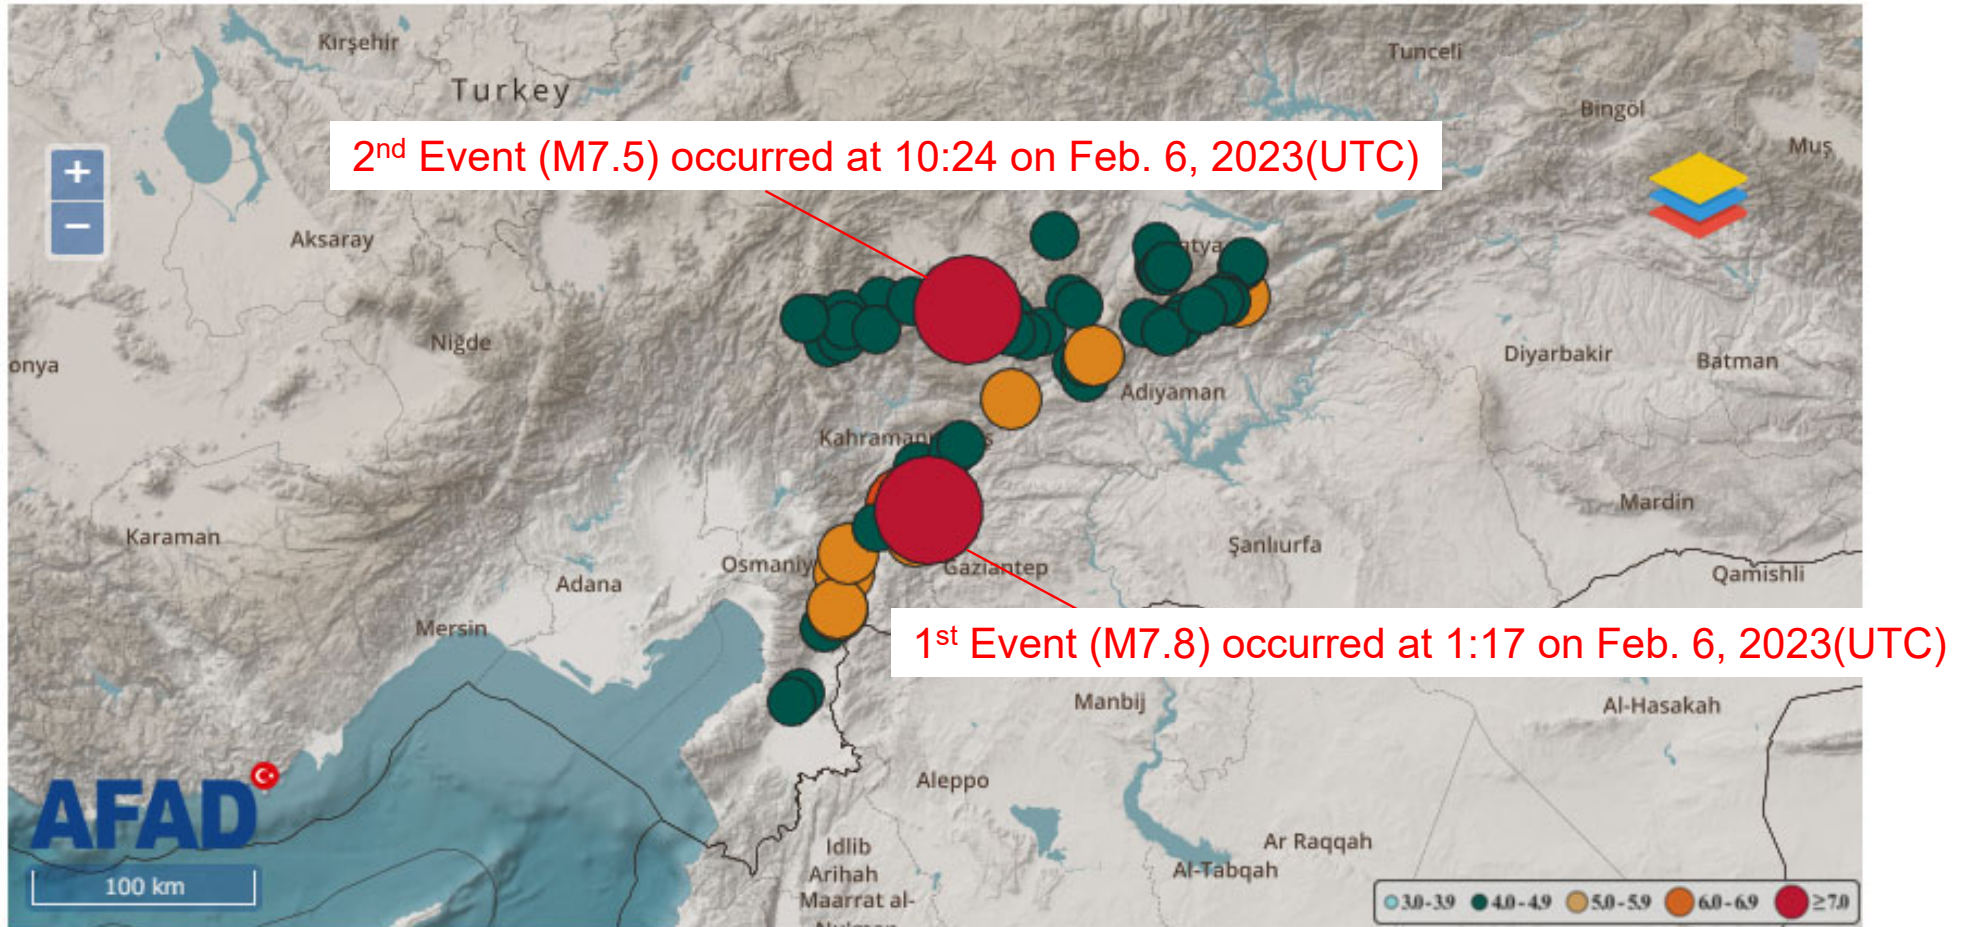 Kırşehir
Tunceli
Turkey
Bingöl
Muş
2nd Event (M7.5) occurred at 10:24 on Feb. 6, 2023(UTC)
+
−
Aksaray
atya
Niğde
onya
Diyarbakir
Batman
Adiyaman
Kahraman s
Mardin
Karaman
Şanlıurfa
Osmaniy
Gaziantep
Adana
Qamishli
Mersin
1st Event (M7.8) occurred at 1:17 on Feb. 6, 2023(UTC)
Manbij
Al-Hasakah
Aleppo
AFAD
Idlib
Ar Raqqah
Arihah
Al-Tabqah
100 km
Maarrat al-
3.0 - 3.9 4.0 - 4.9 5.0 - 5.9 6.0 - 6.9 ≥7.0